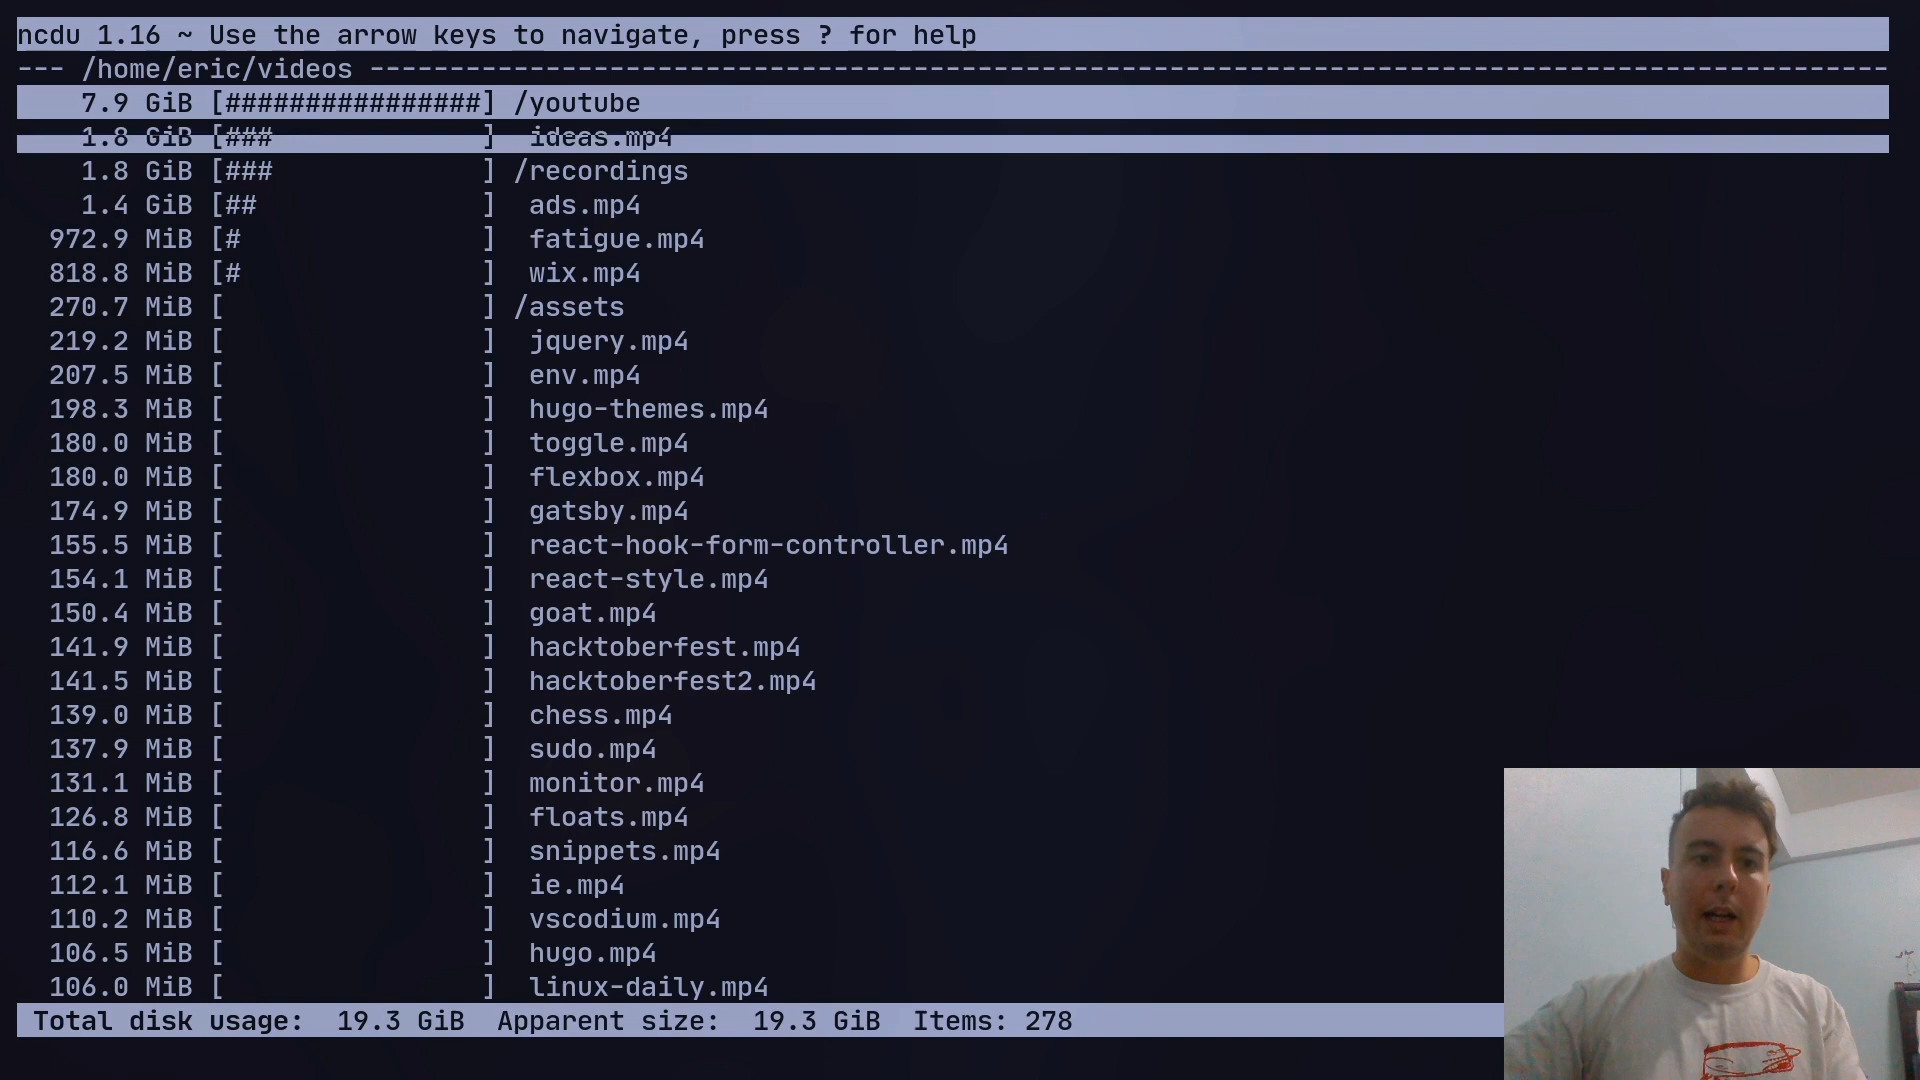 ncdu 1.16 ~ Use the arrow keys to navigate, press ? for help
--- /home/eric/videos -----------------------------------------------------------------------------------------------
7.9 GiB [################] /youtube
1.8 GiB [###             ]  ideas.mp4
1.8 GiB [###             ] /recordings
1.4 GiB [##              ]  ads.mp4
972.9 MiB [#               ]  fatigue.mp4
818.8 MiB [#               ]  wix.mp4
270.7 MiB [                ] /assets
219.2 MiB [                ]  jquery.mp4
207.5 MiB [                ]  env.mp4
198.3 MiB [                ]  hugo-themes.mp4
180.0 MiB [                ]  toggle.mp4
180.0 MiB [                ]  flexbox.mp4
174.9 MiB [                ]  gatsby.mp4
155.5 MiB [                ]  react-hook-form-controller.mp4
154.1 MiB [                ]  react-style.mp4
150.4 MiB [                ]  goat.mp4
141.9 MiB [                ]  hacktoberfest.mp4
141.5 MiB [                ]  hacktoberfest2.mp4
139.0 MiB [                ]  chess.mp4
137.9 MiB [                ]  sudo.mp4
131.1 MiB [                ]  monitor.mp4
126.8 MiB [                ]  floats.mp4
116.6 MiB [                ]  snippets.mp4
112.1 MiB [                ]  ie.mp4
110.2 MiB [                ]  vscodium.mp4
106.5 MiB [                ]  hugo.mp4
106.0 MiB [                ]  linux-daily.mp4
Total disk usage:  19.3 GiB  Apparent size:  19.3 GiB  Items: 278